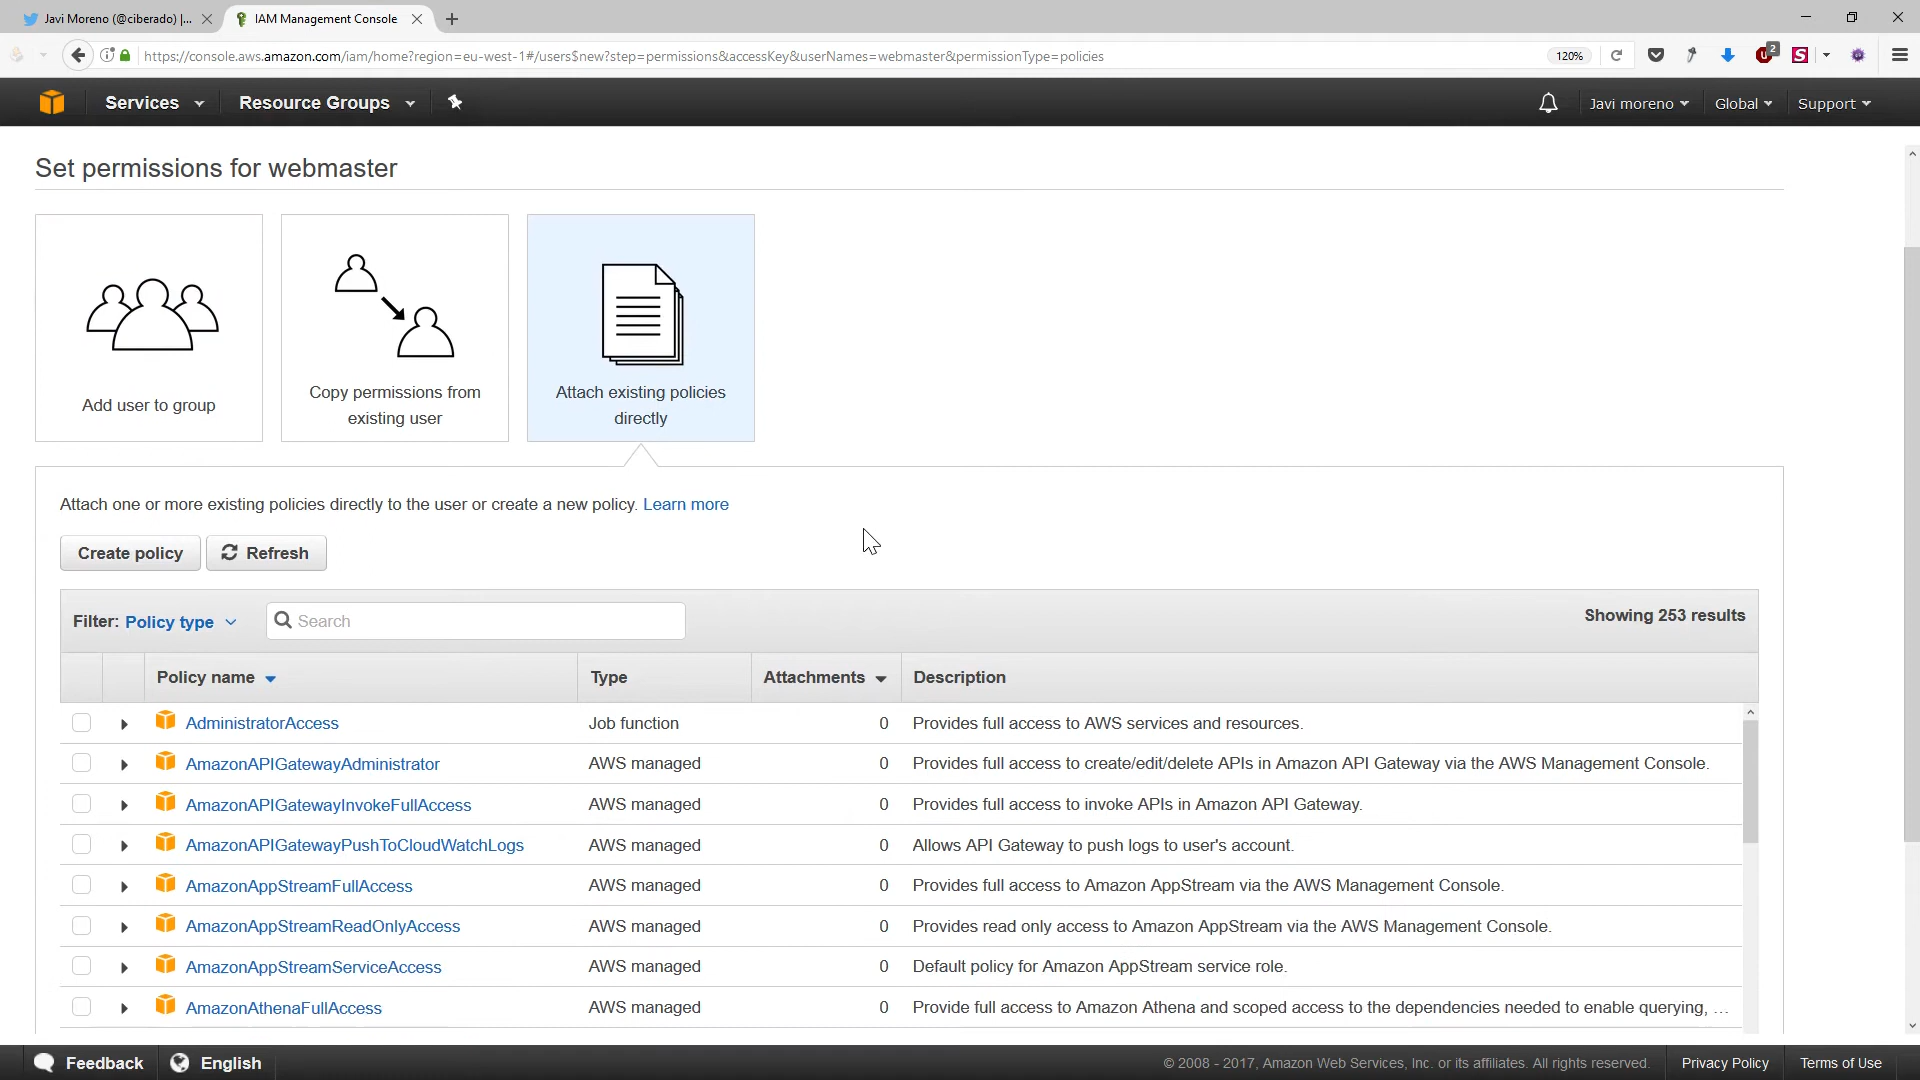 Javi Moreno (@ciberado) |...
IAM Management Console
https://console.aws.amazon.com/iam/home?region=eu-west-1#/users$new?step=permissions&accessKey&userNames=webmaster&permissionType=policies
120%
2
S
Services
Resource Groups
Javi moreno
Global
Support
Set permissions for webmaster
Add user to group
Copy permissions from
existing user
Attach existing policies
directly
Attach one or more existing policies directly to the user or create a new policy. Learn more
Create policy
Refresh
Filter: Policy type
Search
Showing 253 results
Policy name
Type
Attachments
Description
AdministratorAccess Job function 0 Provides full access to AWS services and resources.
AmazonAPIGatewayAdministrator AWS managed 0 Provides full access to create/edit/delete APIs in Amazon API Gateway via the AWS Management Console.
AmazonAPIGatewayInvokeFullAccess AWS managed 0 Provides full access to invoke APIs in Amazon API Gateway.
AmazonAPIGatewayPushToCloudWatchLogs AWS managed 0 Allows API Gateway to push logs to user's account.
AmazonAppStreamFullAccess AWS managed 0 Provides full access to Amazon AppStream via the AWS Management Console.
AmazonAppStreamReadOnlyAccess AWS managed 0 Provides read only access to Amazon AppStream via the AWS Management Console.
AmazonAppStreamServiceAccess AWS managed 0 Default policy for Amazon AppStream service role.
AmazonAthenaFullAccess AWS managed 0 Provide full access to Amazon Athena and scoped access to the dependencies needed to enable querying, ...
Feedback
English
© 2008 - 2017, Amazon Web Services, Inc. or its affiliates. All rights reserved.
Privacy Policy
Terms of Use